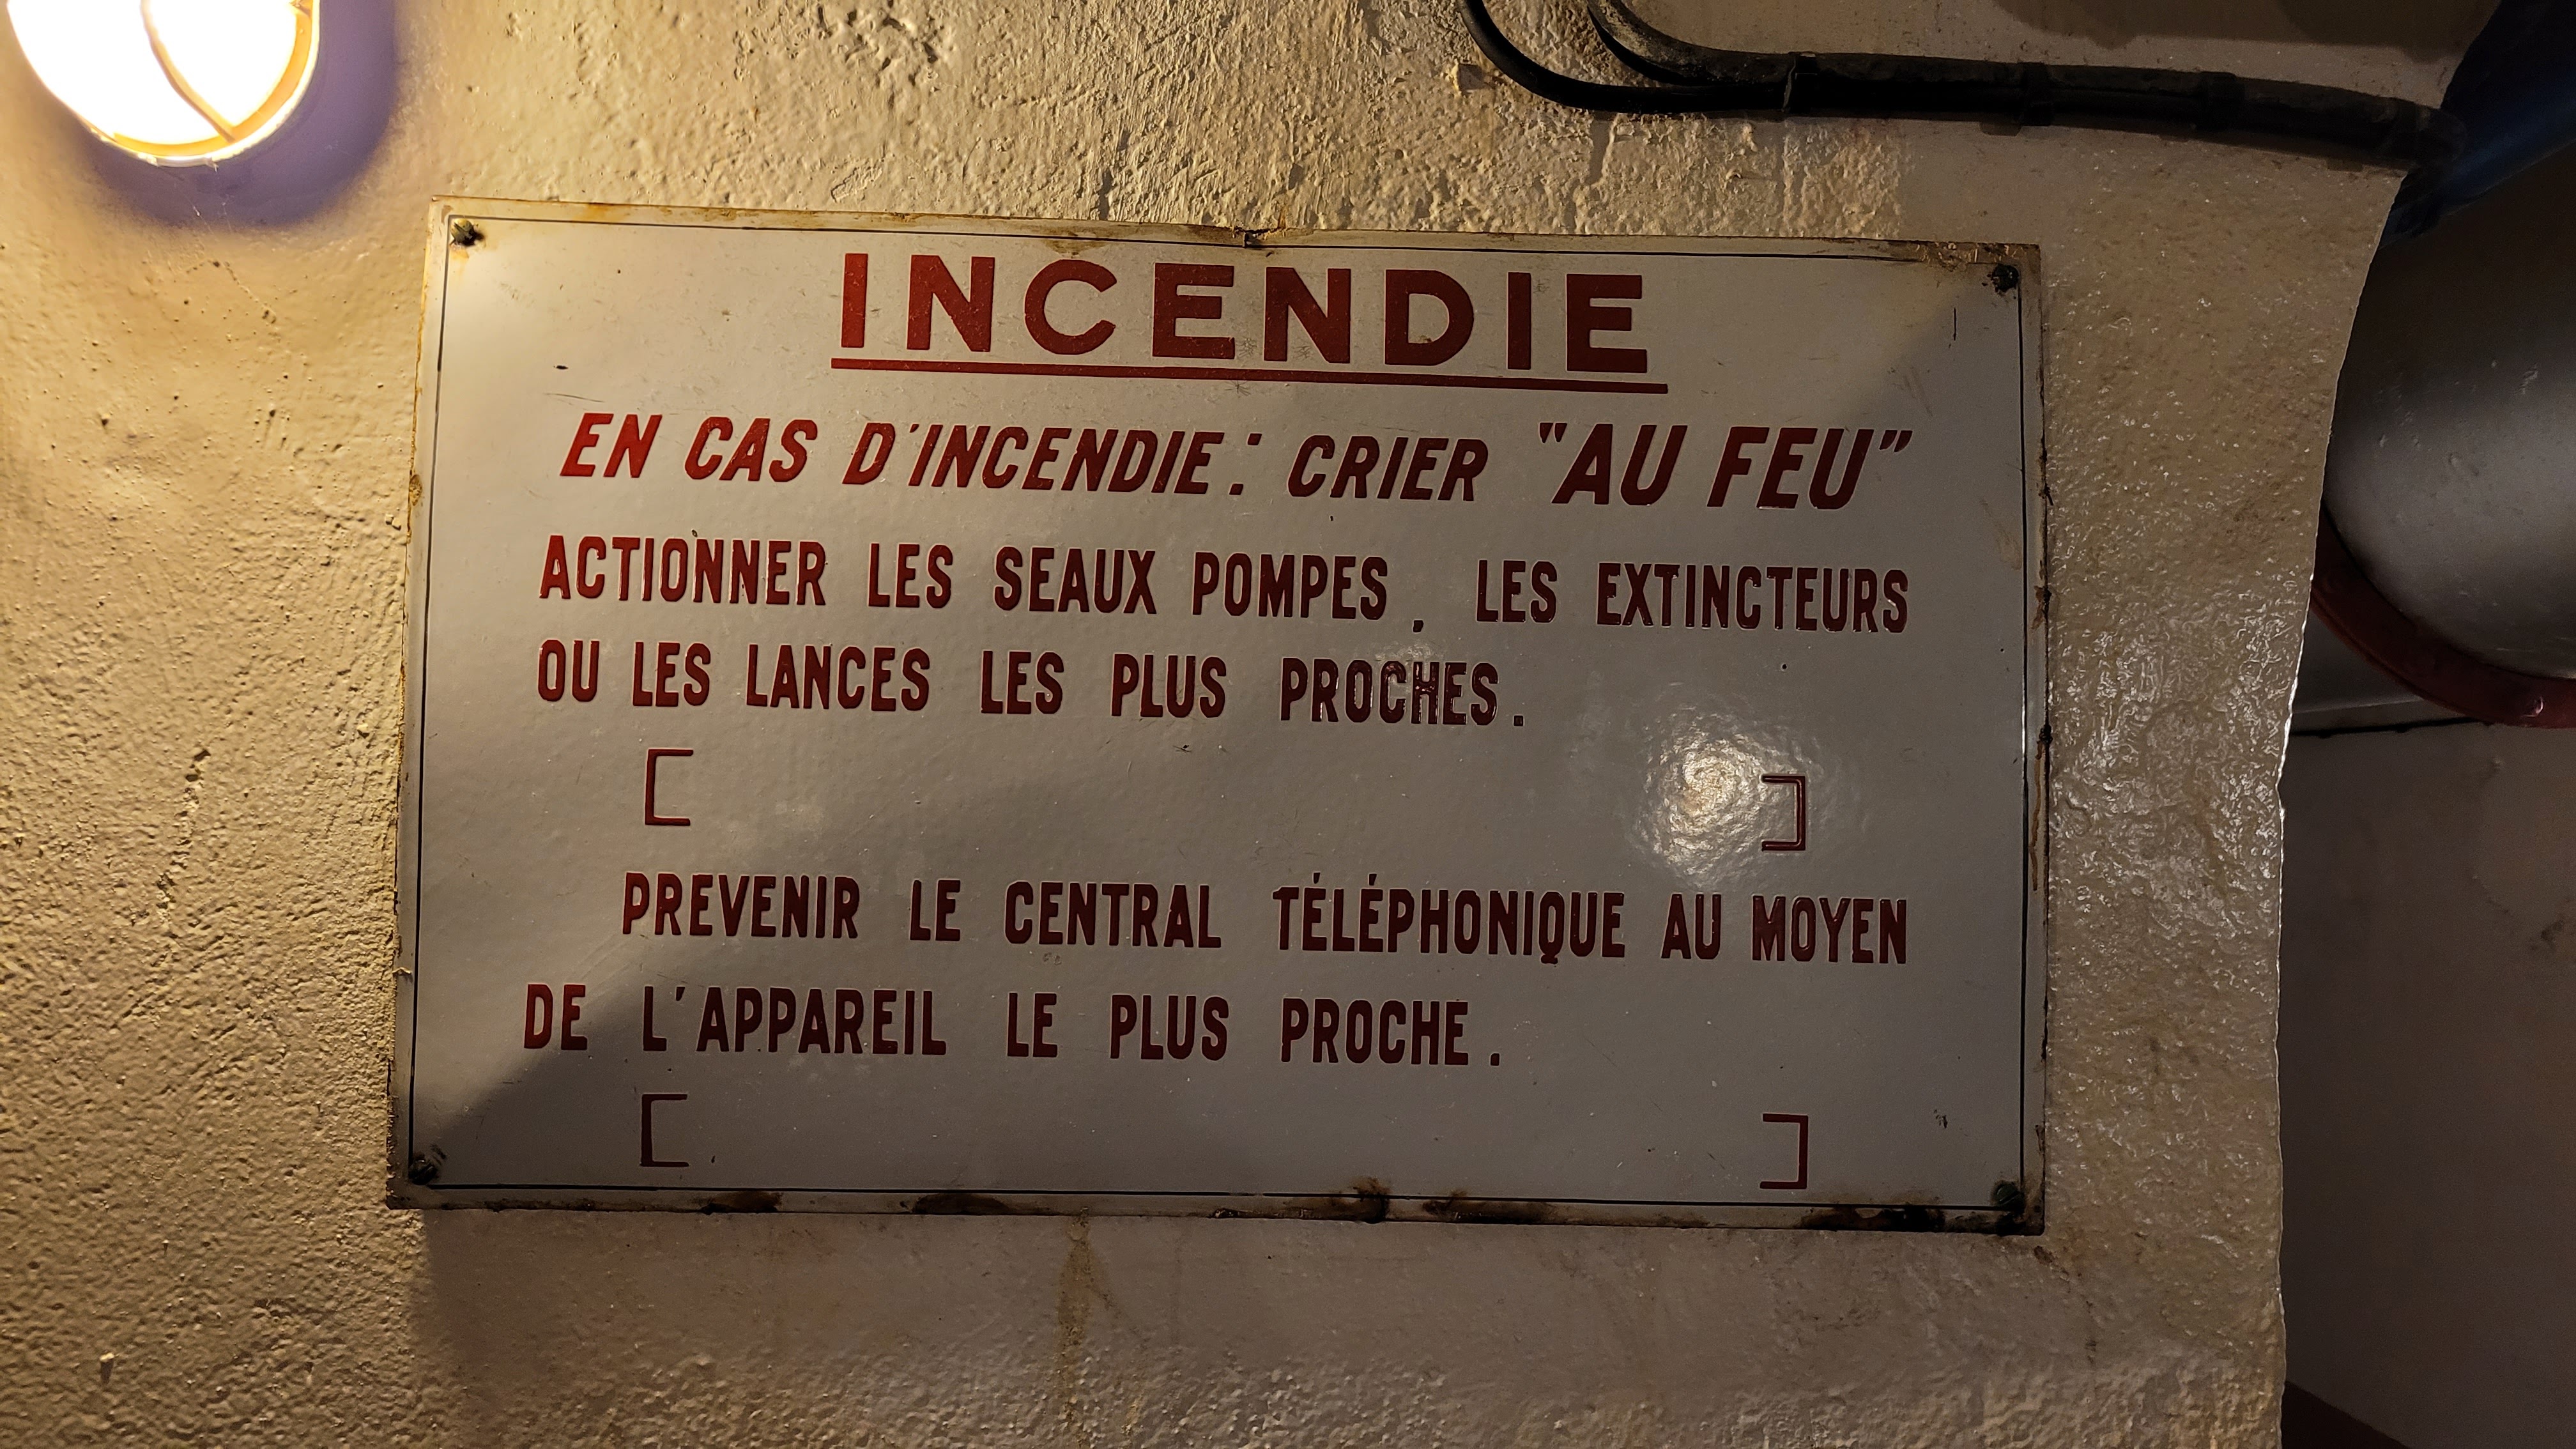 INCENDIE
EN CAS D'INCENDIE: CRIER "AU FEU"
ACTIONNER LES SEAUX POMPES, LES EXTINCTEURS
OU LES LANCES LES PLUS PROCHES.
[ ]
PREVENIR LE CENTRAL TÉLÉPHONIQUE AU MOYEN
DE L'APPAREIL LE PLUS PROCHE.
[ ]